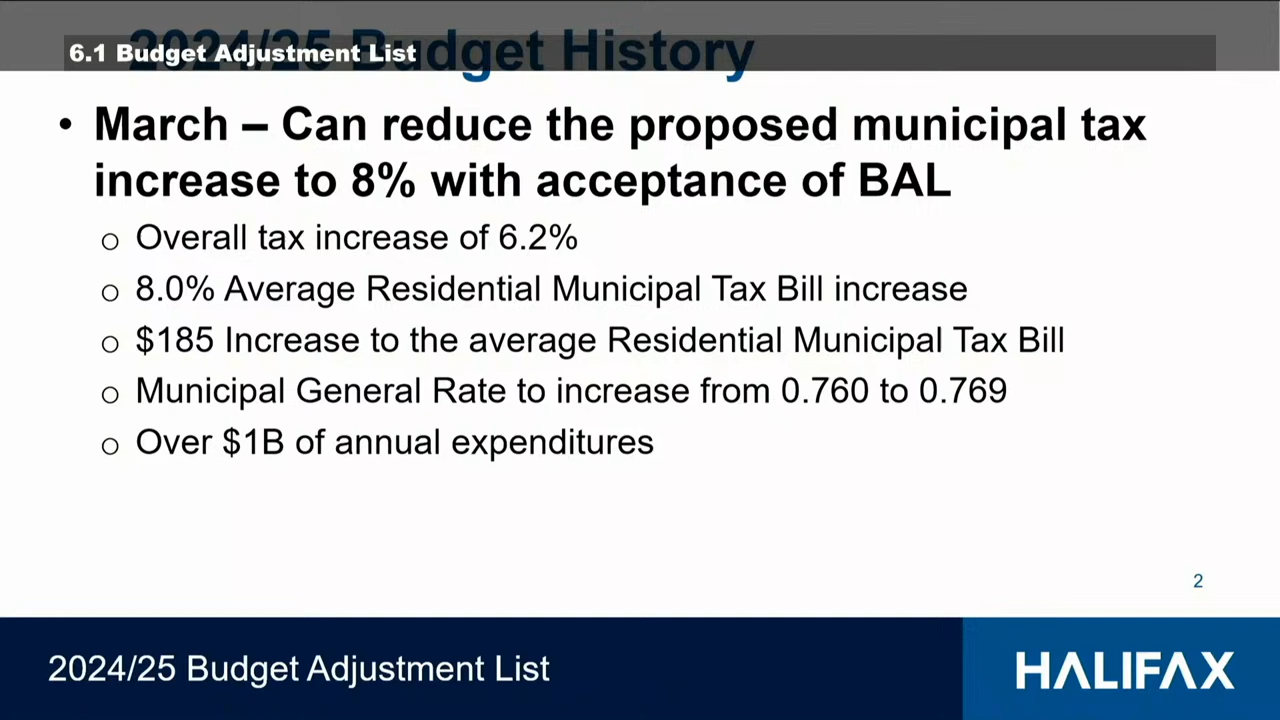 2024/25 Budget History
6.1 Budget Adjustment List
• March – Can reduce the proposed municipal tax
increase to 8% with acceptance of BAL
o Overall tax increase of 6.2%
o 8.0% Average Residential Municipal Tax Bill increase
o $185 Increase to the average Residential Municipal Tax Bill
o Municipal General Rate to increase from 0.760 to 0.769
o Over $1B of annual expenditures
2
2024/25 Budget Adjustment List
HALIFAX